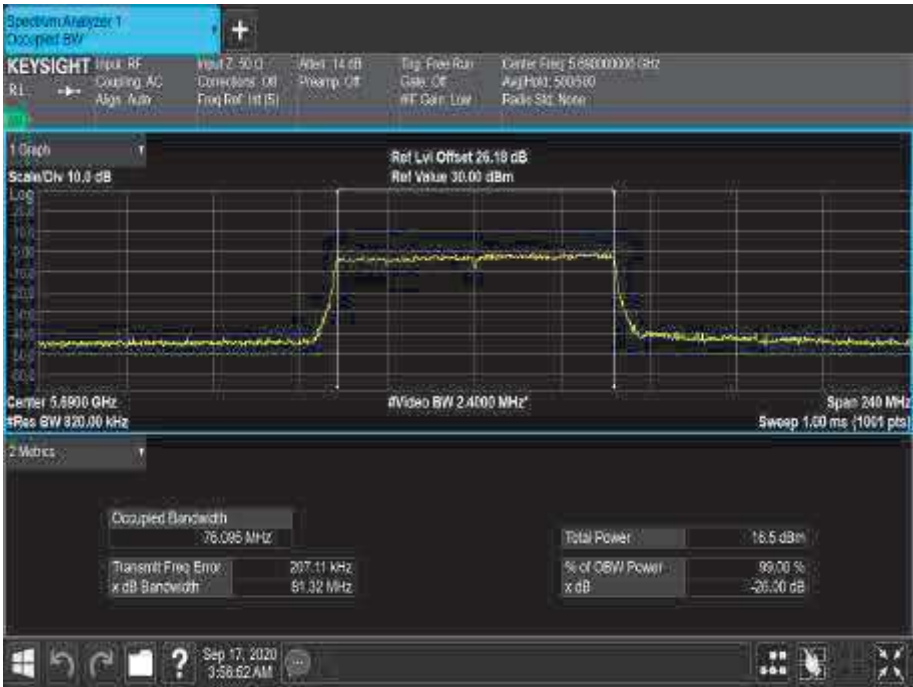 Spectrum Analyzer 1
Occupied BW
+
KEYSIGHT Input: RF Input Z: 50 Ω Atten: 14 dB Trig: Free Run Center Freq: 5.690000000 GHz
Coupling: AC Corrections: Off Preamp: Off Gate: Off Avg|Hold: 500/500
Align: Auto Freq Ref: Int (S) #IF Gain: Low Radio Std: None
1 Graph
Scale/Div 10.0 dB
Ref Lvl Offset 26.18 dB
Ref Value 30.00 dBm
Log
Center 5.6900 GHz #Video BW 2.4000 MHz* Span 240 MHz
#Res BW 820.00 kHz Sweep 1.00 ms (1001 pts)
2 Metrics
Occupied Bandwidth
76.095 MHz
Total Power 16.5 dBm
Transmit Freq Error 207.11 kHz % of OBW Power 99.00 %
x dB Bandwidth 81.32 MHz x dB -26.00 dB
?
Sep 17, 2020